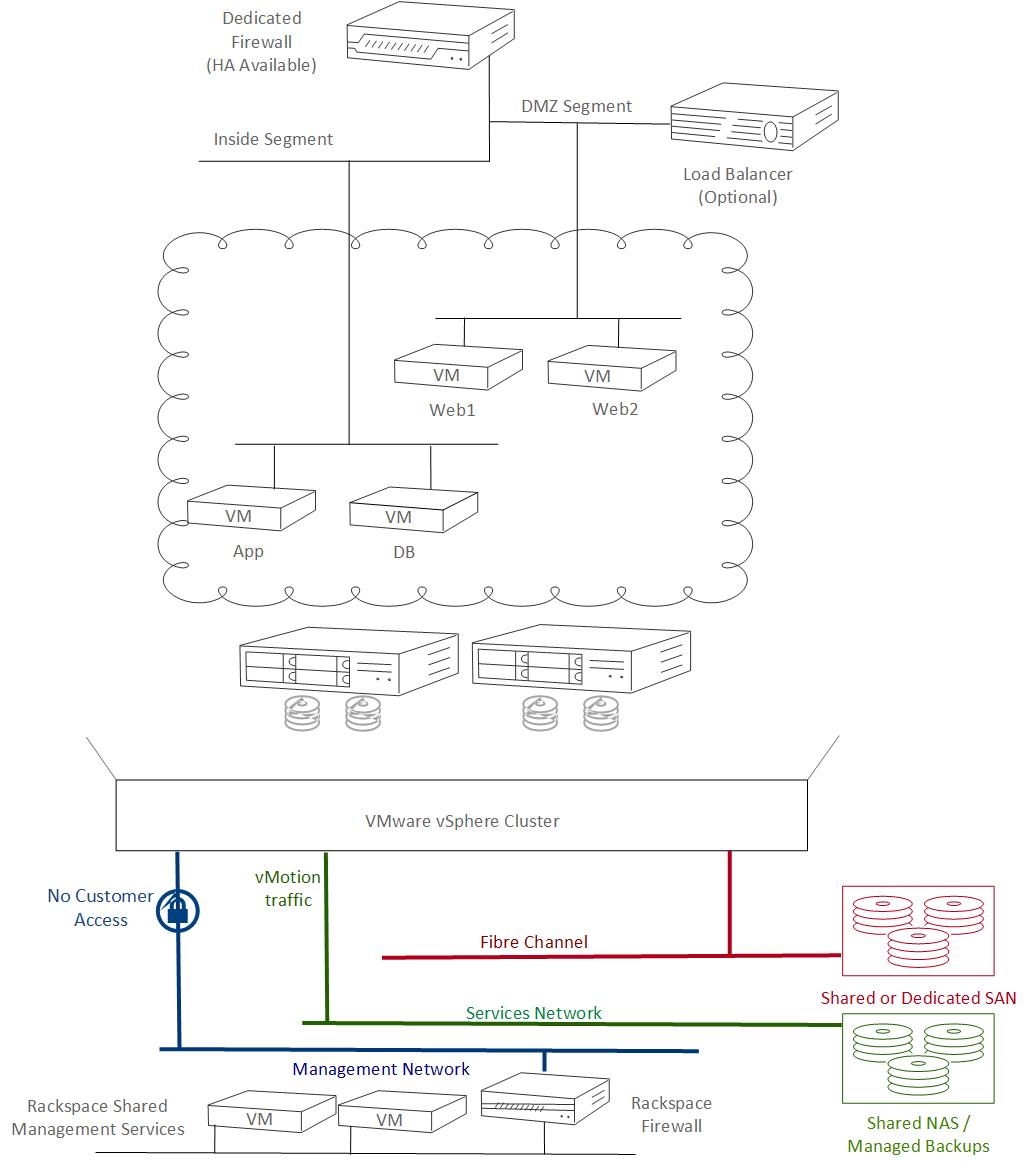 Dedicated
Firewall
(HA Available)
DMZ Segment
Inside Segment
Load Balancer
(Optional)
VM
VM
Web1
Web2
VM
VM
App
DB
VMware vSphere Cluster
vMotion
traffic
No Customer
Access
Fibre Channel
Shared or Dedicated SAN
Services Network
Management Network
Rackspace Shared
Management Services
VM
VM
Rackspace
Firewall
Shared NAS /
Managed Backups